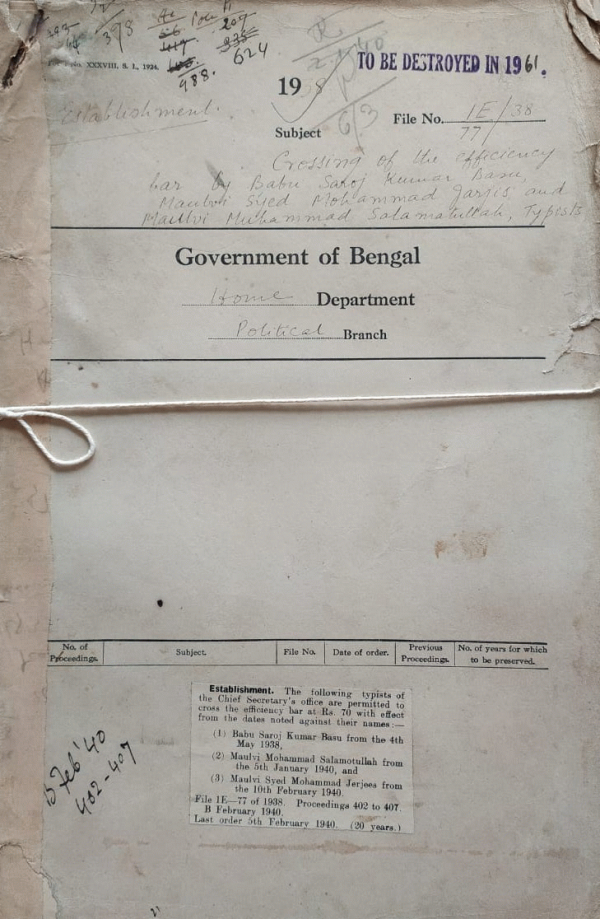 398
624
488.
XXXVIII, S. I., 1924.
TO BE DESTROYED IN 1961.
1938
Establishment.
File No. 1E/38
77
Subject
Crossing of the efficiency
bar by Babu Saroj Kumar Basu,
Maulvi Syed Mohammad Jarjis and
Maulvi Muhammad Salamatullah, Typists
Government of Bengal
Home Department
Political Branch
No. of Proceedings. Subject. File No. Date of order. Previous Proceedings. No. of years for which to be preserved.
Establishment. The following typists of
the Chief Secretary's office are permitted to
cross the efficiency bar at Rs. 70 with effect
from the dates noted against their names:—
(1) Babu Saroj Kumar Basu from the 4th
May 1938,
(2) Maulvi Mohammad Salamotullah from
the 5th January 1940, and
(3) Maulvi Syed Mohammad Jerjees from
the 10th February 1940.
File 1E—77 of 1938. Proceedings 402 to 407.
B February 1940.
Last order 5th February 1940. (20 years.)
B Feb '40
402-407